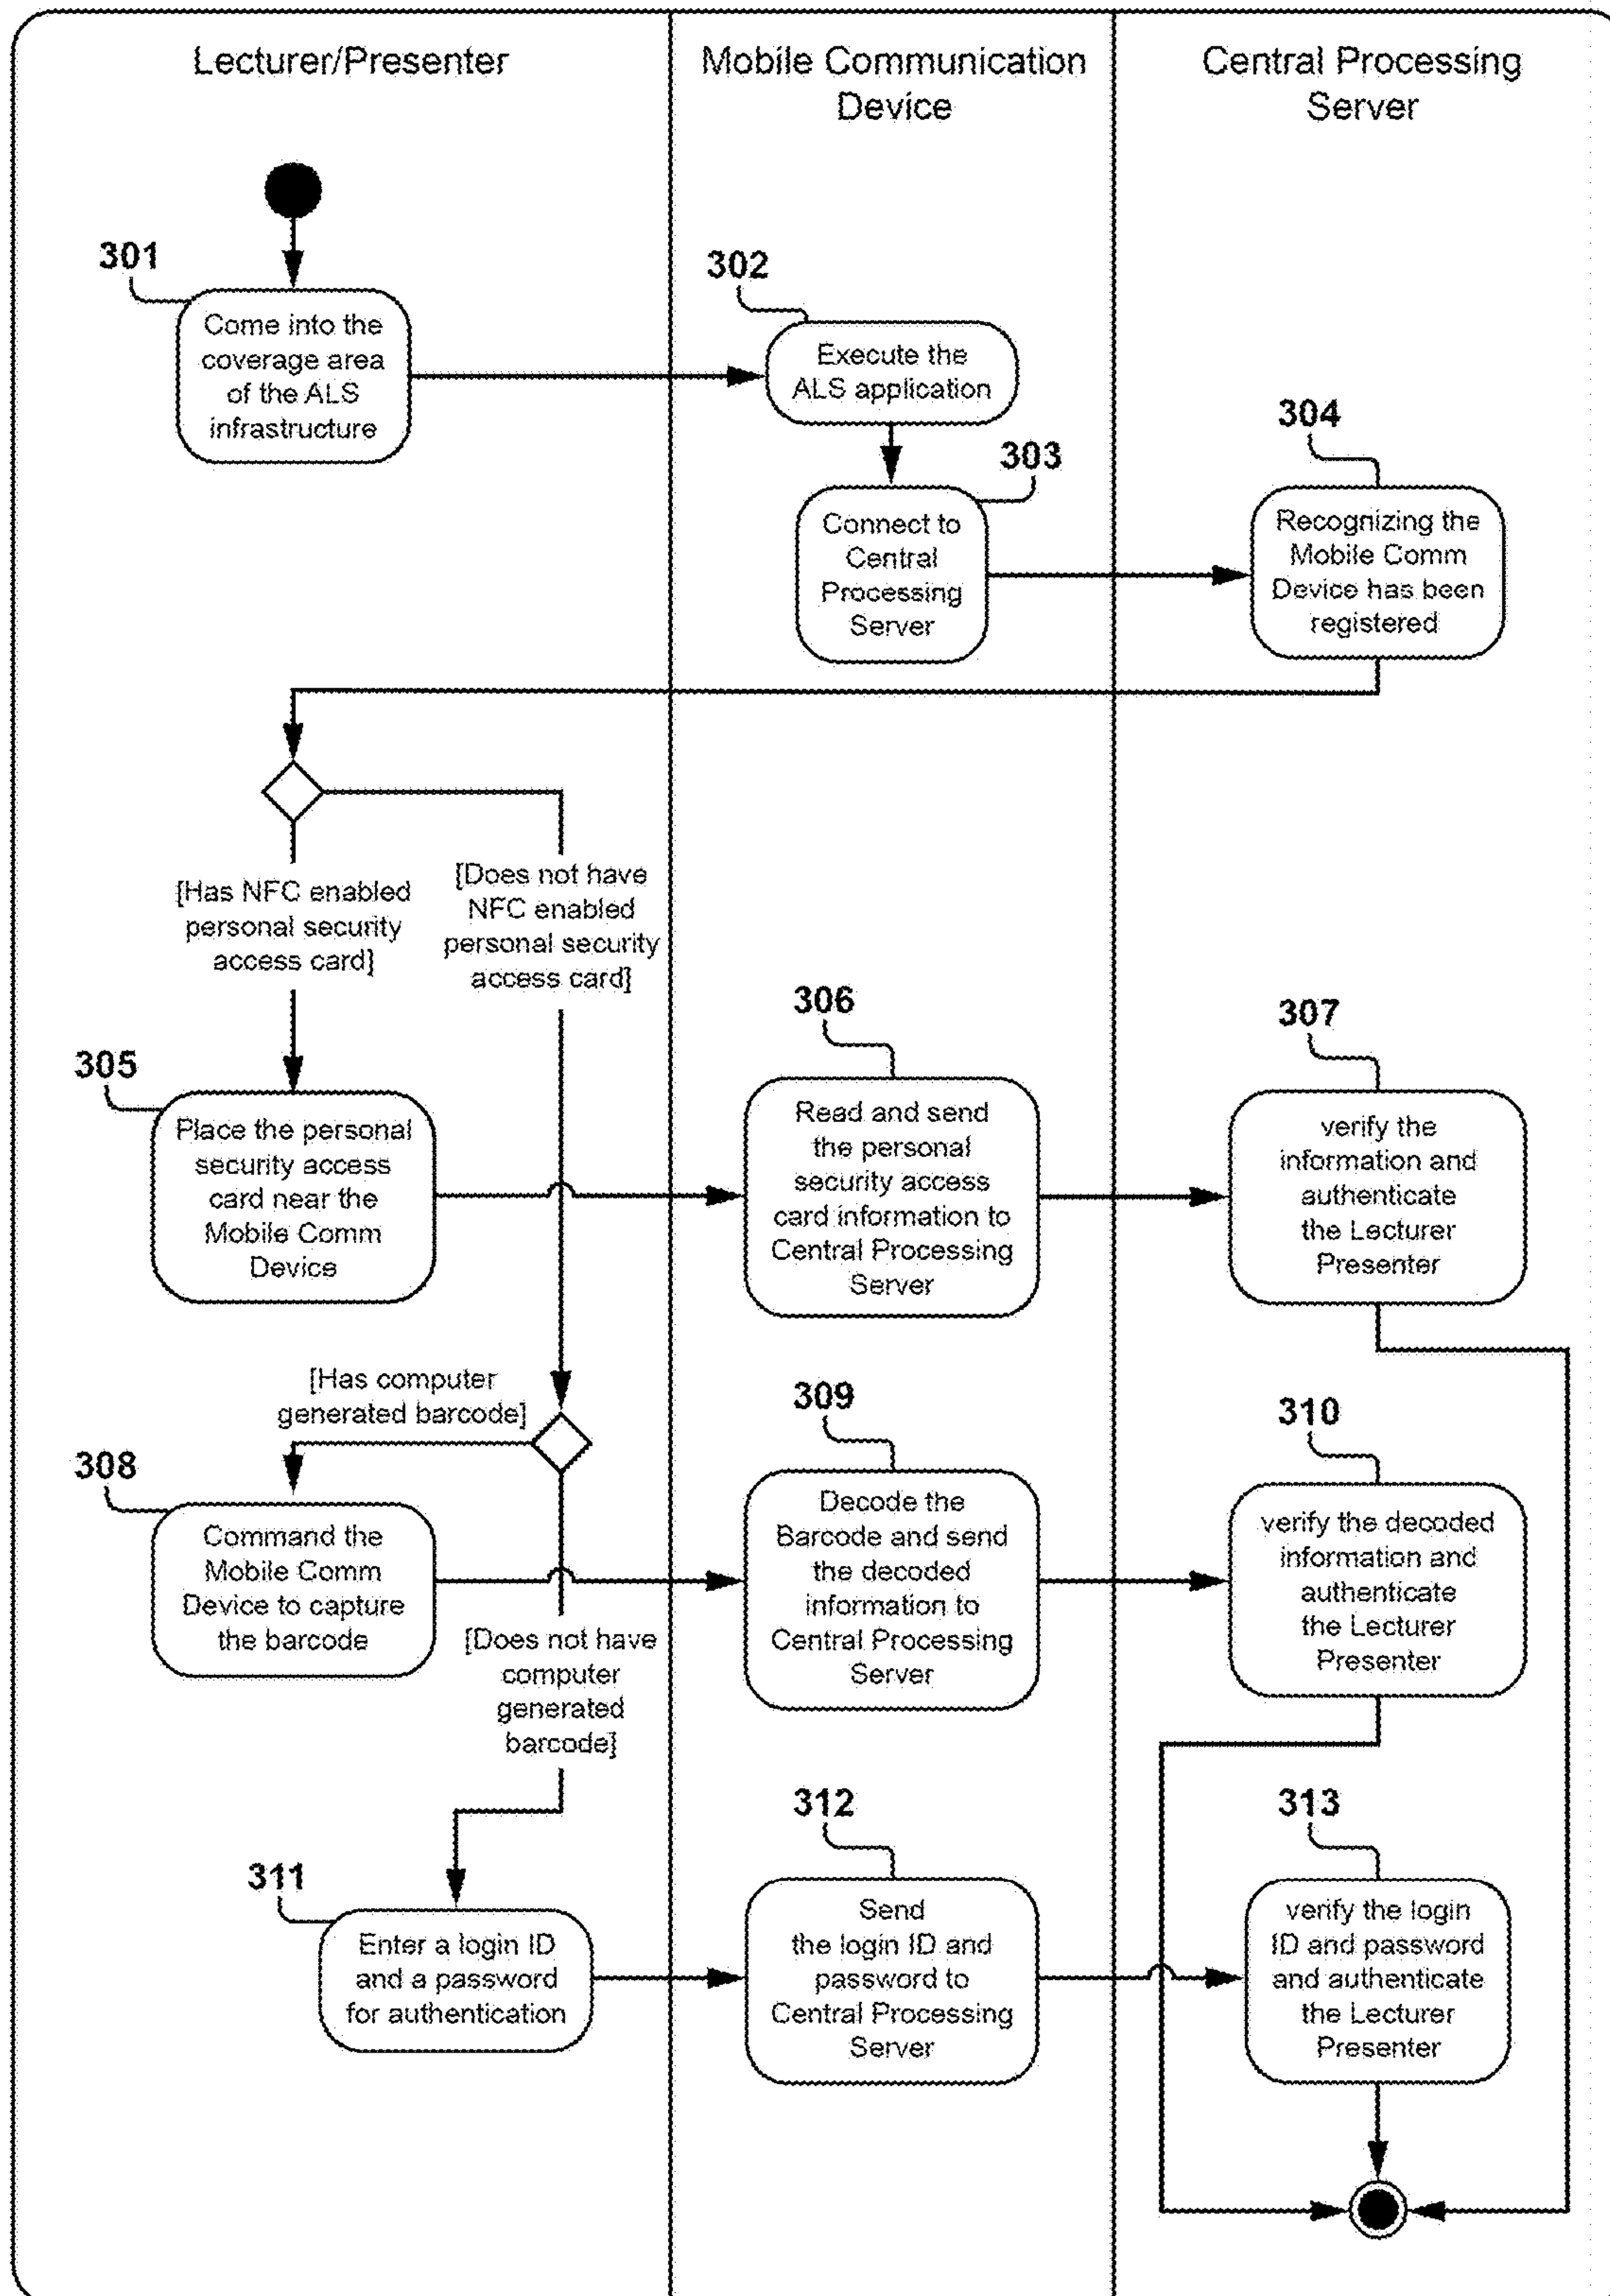 Lecturer/Presenter
Mobile Communication
Device
Central Processing
Server
301
Come into the
coverage area
of the ALS
infrastructure
302
Execute the
ALS application
303
Connect to
Central
Processing
Server
304
Recognizing the
Mobile Comm
Device has been
registered
[Has NFC enabled
personal security
access card]
[Does not have
NFC enabled
personal security
access card]
305
Place the personal
security access
card near the
Mobile Comm
Device
306
Read and send
the personal
security access
card information to
Central Processing
Server
307
verify the
information and
authenticate
the Lecturer
Presenter
[Has computer
generated barcode]
308
Command the
Mobile Comm
Device to capture
the barcode
309
Decode the
Barcode and send
the decoded
information to
Central Processing
Server
310
verify the decoded
information and
authenticate
the Lecturer
Presenter
[Does not have
computer
generated
barcode]
311
Enter a login ID
and a password
for authentication
312
Send
the login ID and
password to
Central Processing
Server
313
verify the login
ID and password
and authenticate
the Lecturer
Presenter